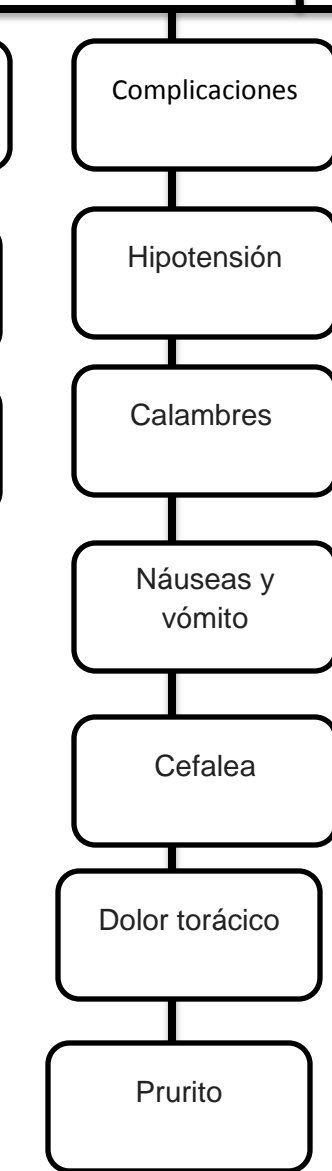 Complicaciones
Hipotensión
Calambres
Náuseas y
vómito
Cefalea
Dolor torácico
Prurito